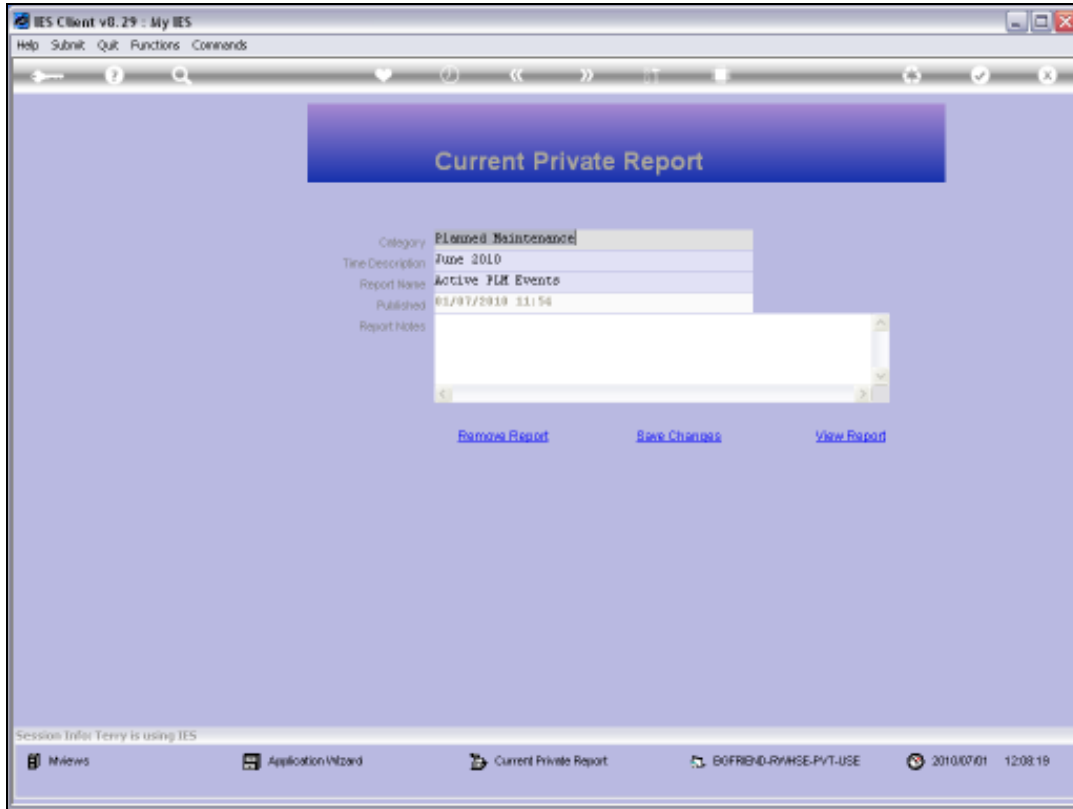 IES Client v8.29 : My IES
Help Submit Quit Functions Commands
Current Private Report
Category Planned Maintenance
Time Description June 2010
Report Name Active PLM Events
Published 01/07/2010 11:54
Report Notes
Remove Report Save Changes View Report
Session Info: Terry is using IES
Mviews Application Wizard Current Private Report BGFRIEND-RWHSE-PVT-USE 2010/07/01 12:08:19